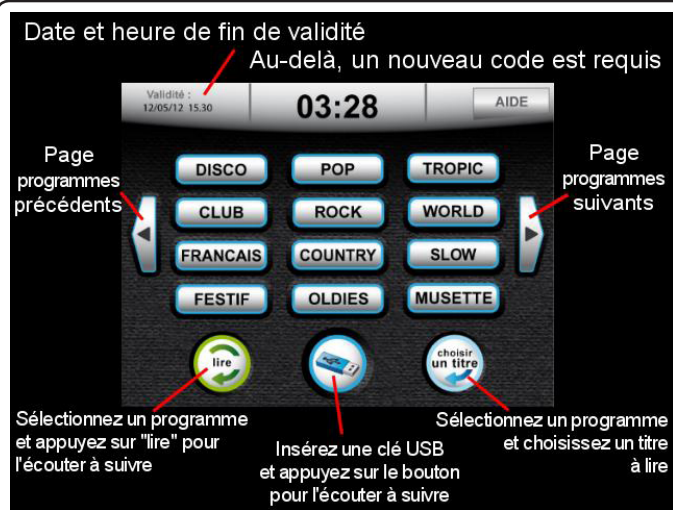 Date et heure de fin de validité
Au-delà, un nouveau code est requis
Validité :
12/05/12 15.30
03:28
AIDE
Page
programmes
précédents
Page
programmes
suivants
DISCO
POP
TROPIC
CLUB
ROCK
WORLD
FRANCAIS
COUNTRY
SLOW
FESTIF
OLDIES
MUSETTE
lire
choisir
un titre
Sélectionnez un programme
et appuyez sur "lire" pour
l'écouter à suivre
Insérez une clé USB
et appuyez sur le bouton
pour l'écouter à suivre
Sélectionnez un programme
et choisissez un titre
à lire